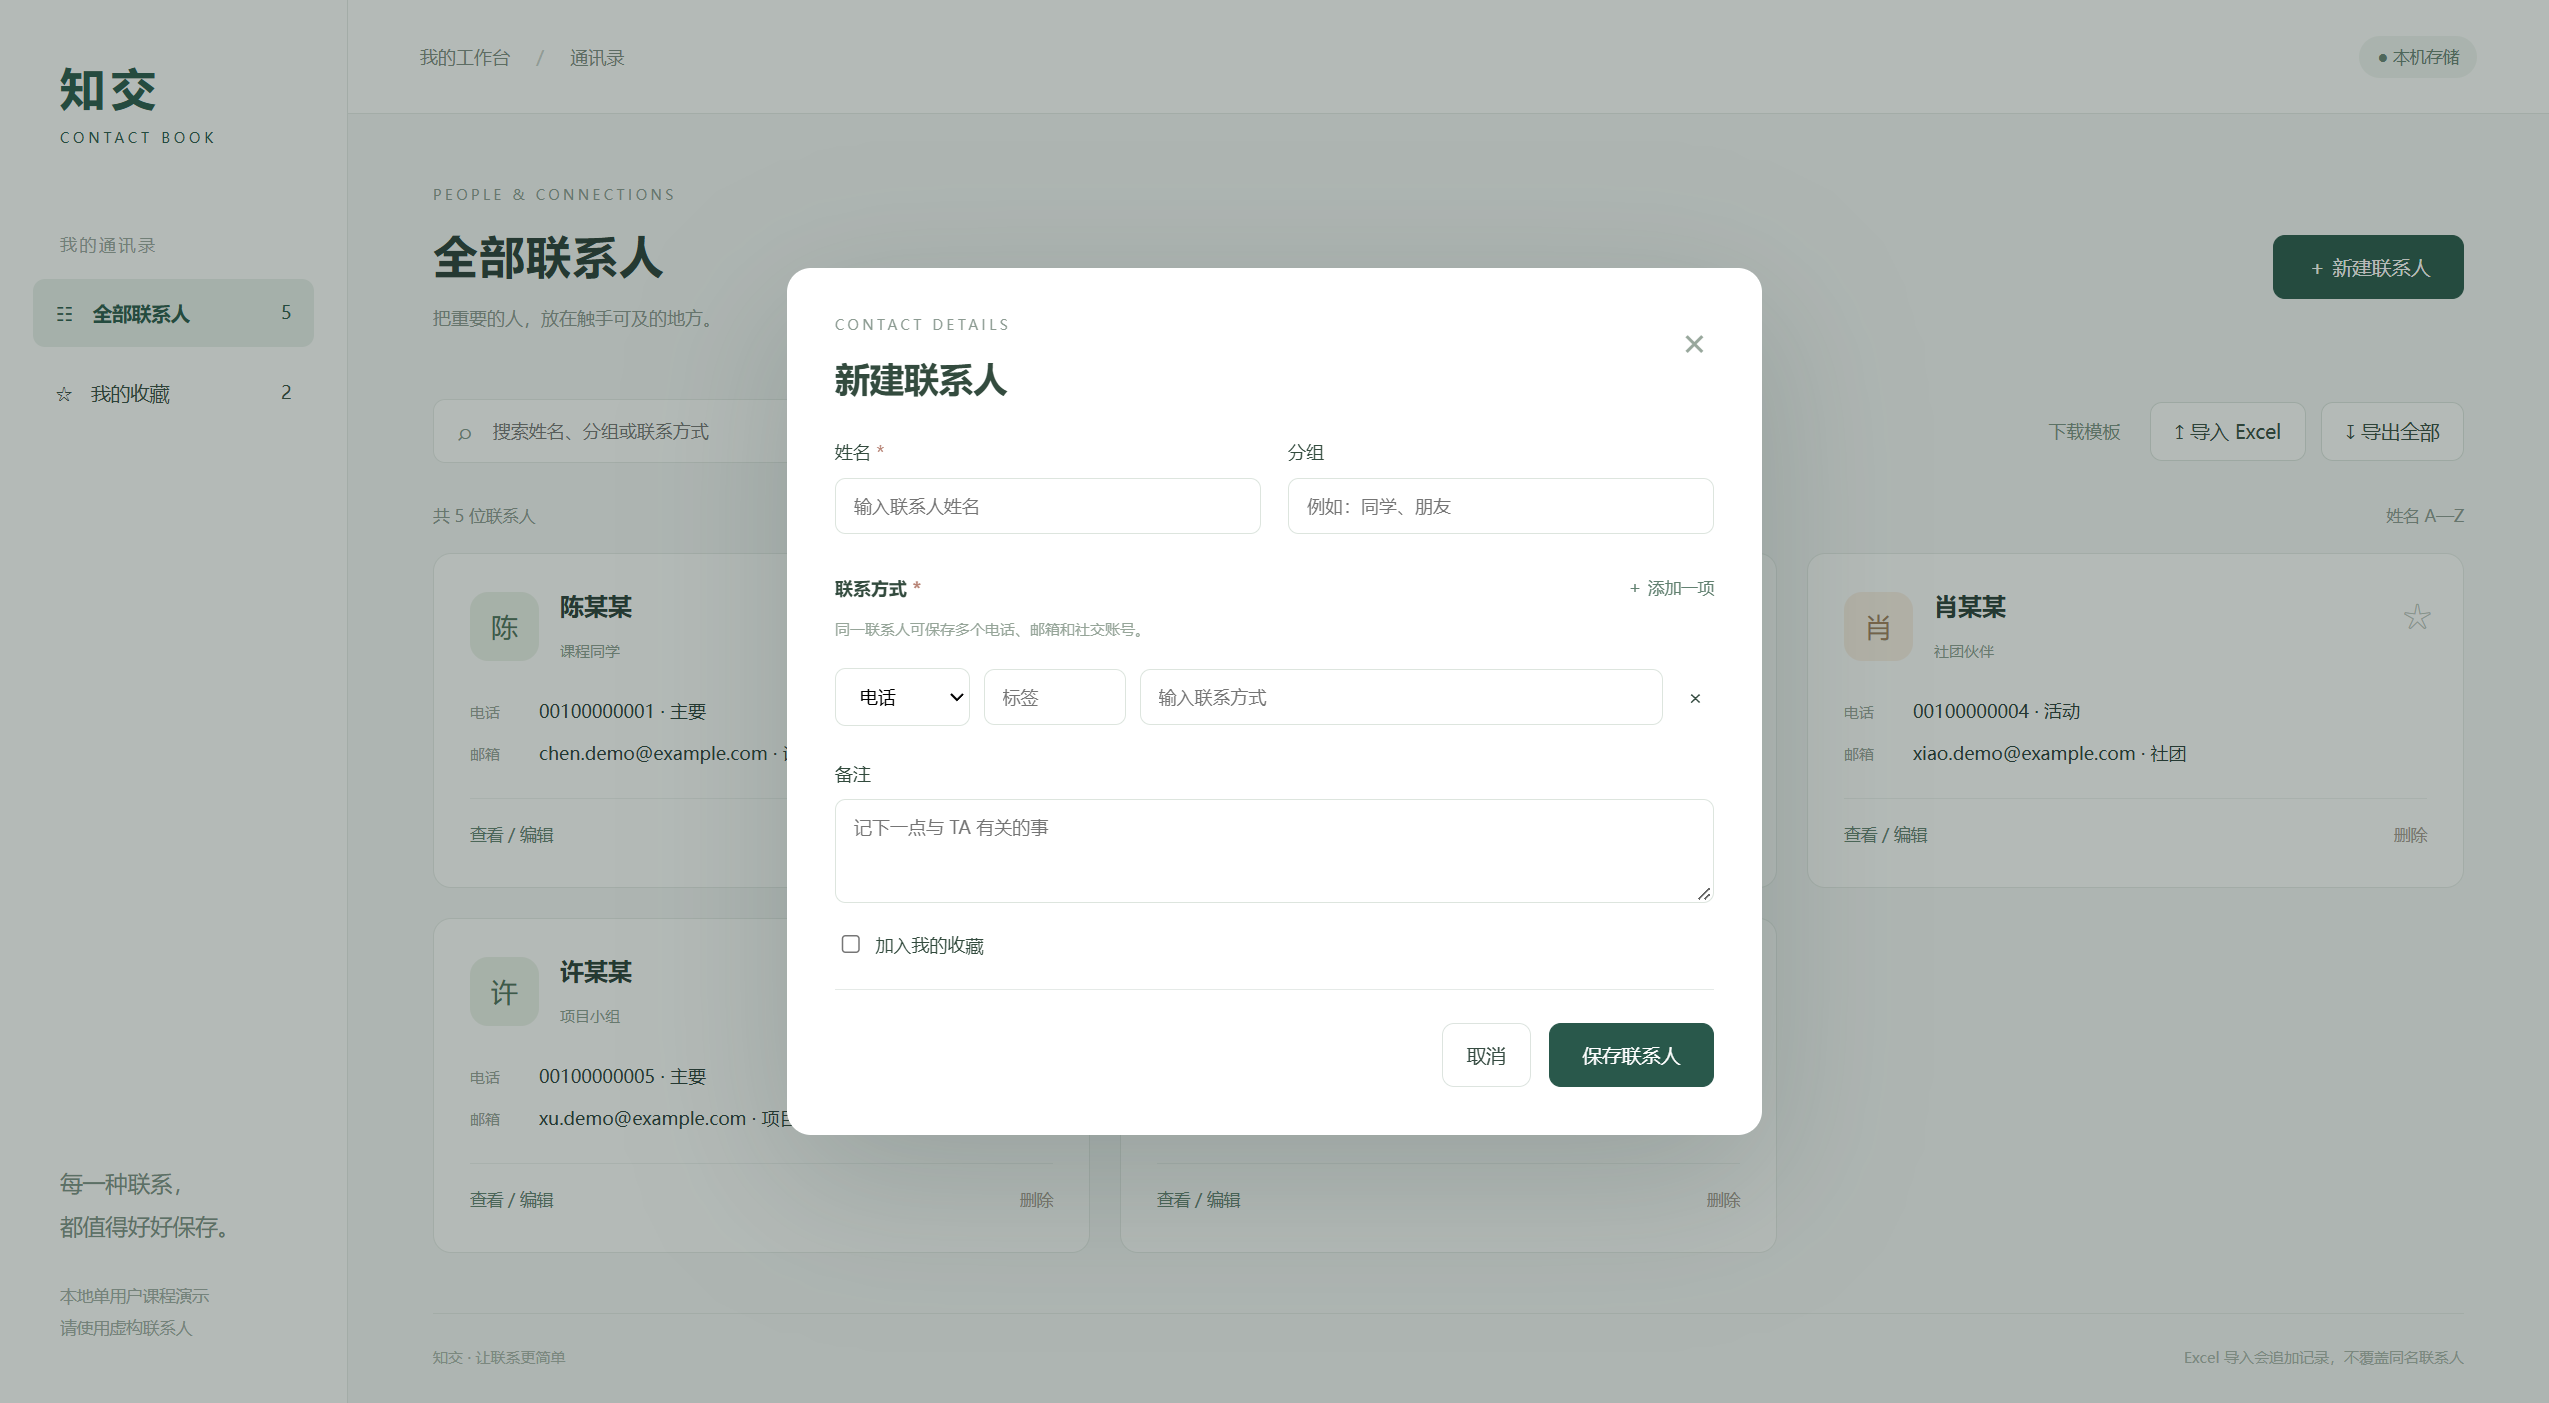 知交
CONTACT BOOK
我的通讯录
全部联系人 5
☆ 我的收藏 2
每一种联系，
都值得好好保存。
本地单用户课程演示
请使用虚构联系人
我的工作台 / 通讯录
本机存储
PEOPLE & CONNECTIONS
全部联系人
把重要的人，放在触手可及的地方。
+ 新建联系人
搜索姓名、分组或联系方式
下载模板
↥ 导入 Excel
↧ 导出全部
共 5 位联系人
姓名 A—Z
陈
陈某某
课程同学
电话 00100000001 · 主要
邮箱 chen.demo@example.com ·
查看 / 编辑
肖
肖某某
社团伙伴
☆
电话 00100000004 · 活动
邮箱 xiao.demo@example.com · 社团
查看 / 编辑
删除
许
许某某
项目小组
电话 00100000005 · 主要
邮箱 xu.demo@example.com · 项目
查看 / 编辑
删除
查看 / 编辑
删除
CONTACT DETAILS
新建联系人
×
姓名 *
输入联系人姓名
分组
例如：同学、朋友
联系方式 *
+ 添加一项
同一联系人可保存多个电话、邮箱和社交账号。
电话
标签
输入联系方式
×
备注
记下一点与 TA 有关的事
加入我的收藏
取消
保存联系人
知交 · 让联系更简单
Excel 导入会追加记录，不覆盖同名联系人